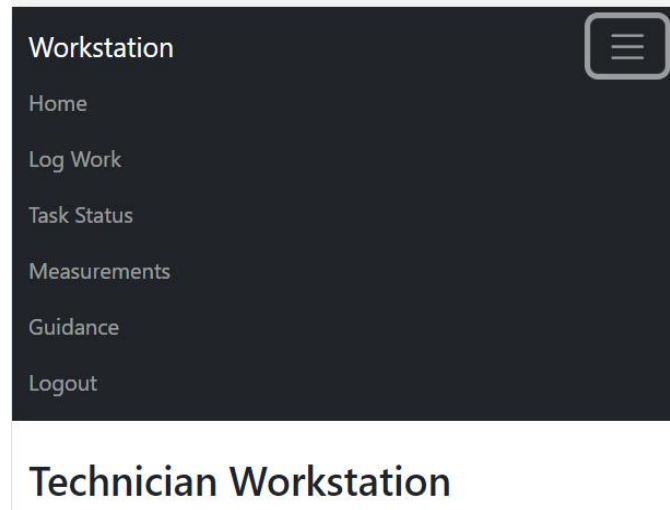 Workstation
Home
Log Work
Task Status
Measurements
Guidance
Logout
Technician Workstation